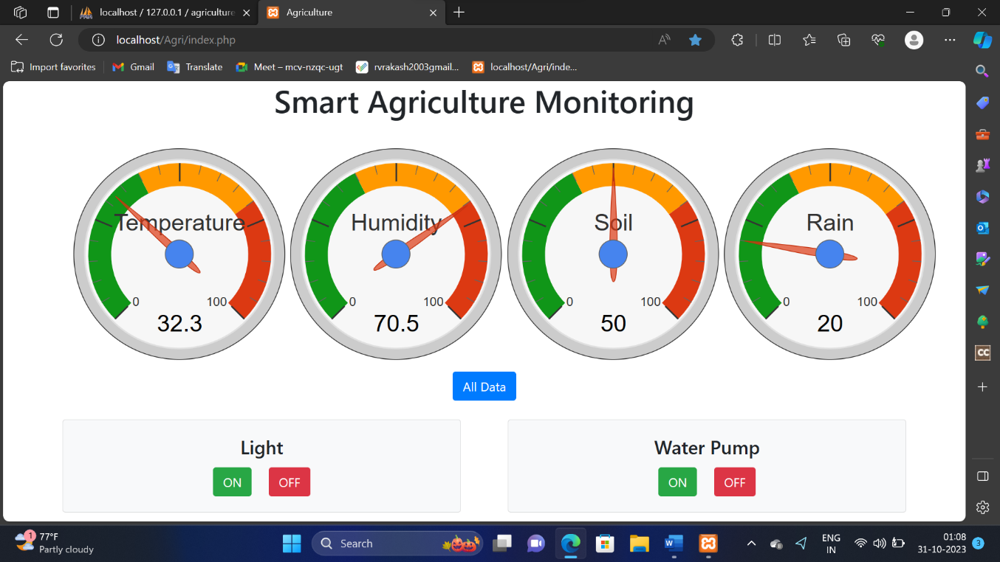 localhost / 127.0.0.1 / agriculture
Agriculture
localhost/Agri/index.php
Import favorites
Gmail
Translate
Meet – mcv-nzqc-ugt
rvrakash2003gmail...
localhost/Agri/inde...
Smart Agriculture Monitoring
Temperature
0
100
32.3
Humidity
0
100
70.5
Soil
0
100
50
Rain
0
100
20
All Data
Light
ON
OFF
Water Pump
ON
OFF
CC
1
77°F
Partly cloudy
Search
ENG
IN
01:08
31-10-2023
3